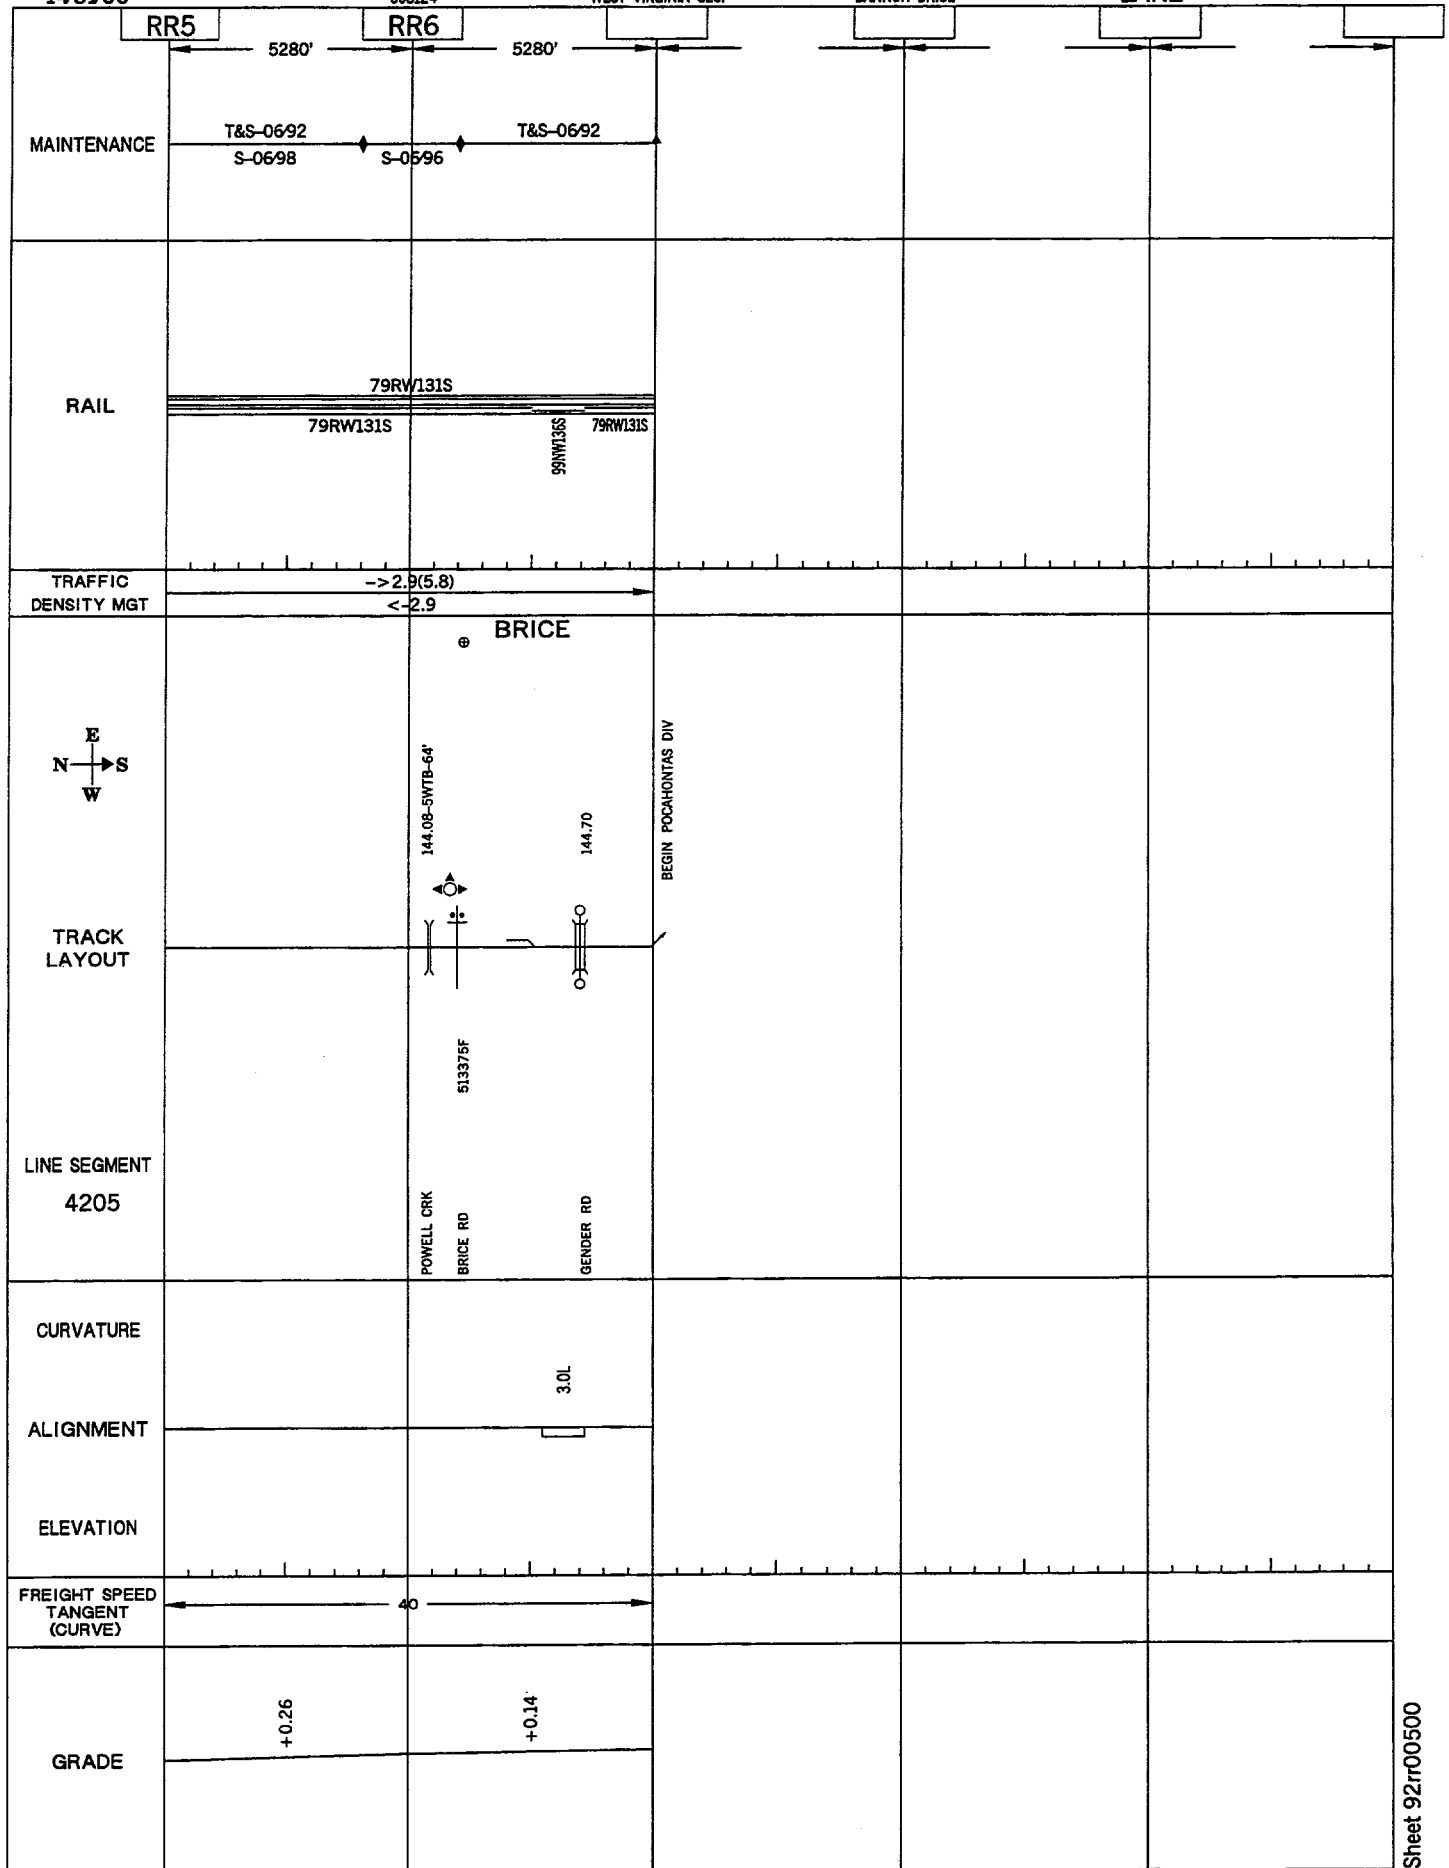 RR5
RR6
5280'
5280'
MAINTENANCE
T&S-06/92
T&S-06/92
S-06/98
S-06/96
RAIL
79RW131S
79RW131S
99NW136S
79RW131S
TRAFFIC
DENSITY MGT
->2.9(5.8)
<-2.9
BRICE
E
N
S
W
144.08-5WTB-64'
144.70
BEGIN POCAHONTAS DIV
TRACK
LAYOUT
513375F
LINE SEGMENT
4205
POWELL CRK
BRICE RD
GENDER RD
CURVATURE
3.0L
ALIGNMENT
ELEVATION
FREIGHT SPEED
TANGENT
(CURVE)
40
GRADE
+0.26
+0.14
Sheet 92rr00500